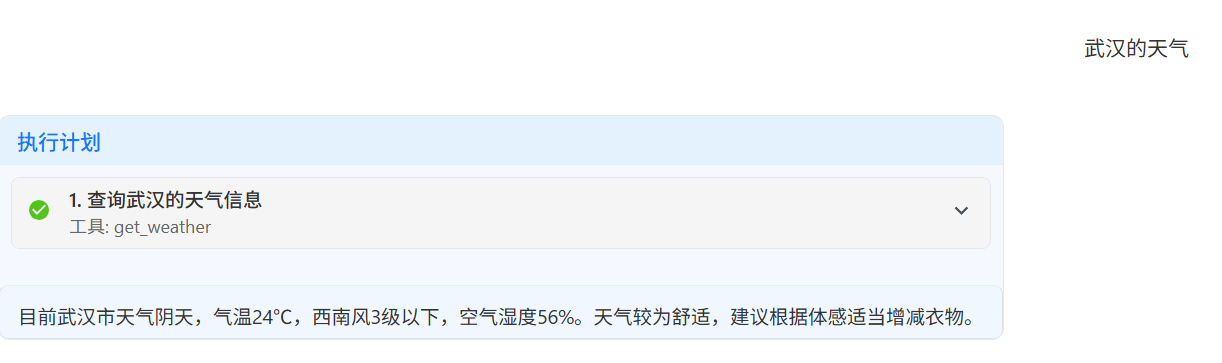 武汉的天气
执行计划
1. 查询武汉的天气信息
工具: get_weather
目前武汉市天气阴天，气温24℃，西南风3级以下，空气湿度56%。天气较为舒适，建议根据体感适当增减衣物。